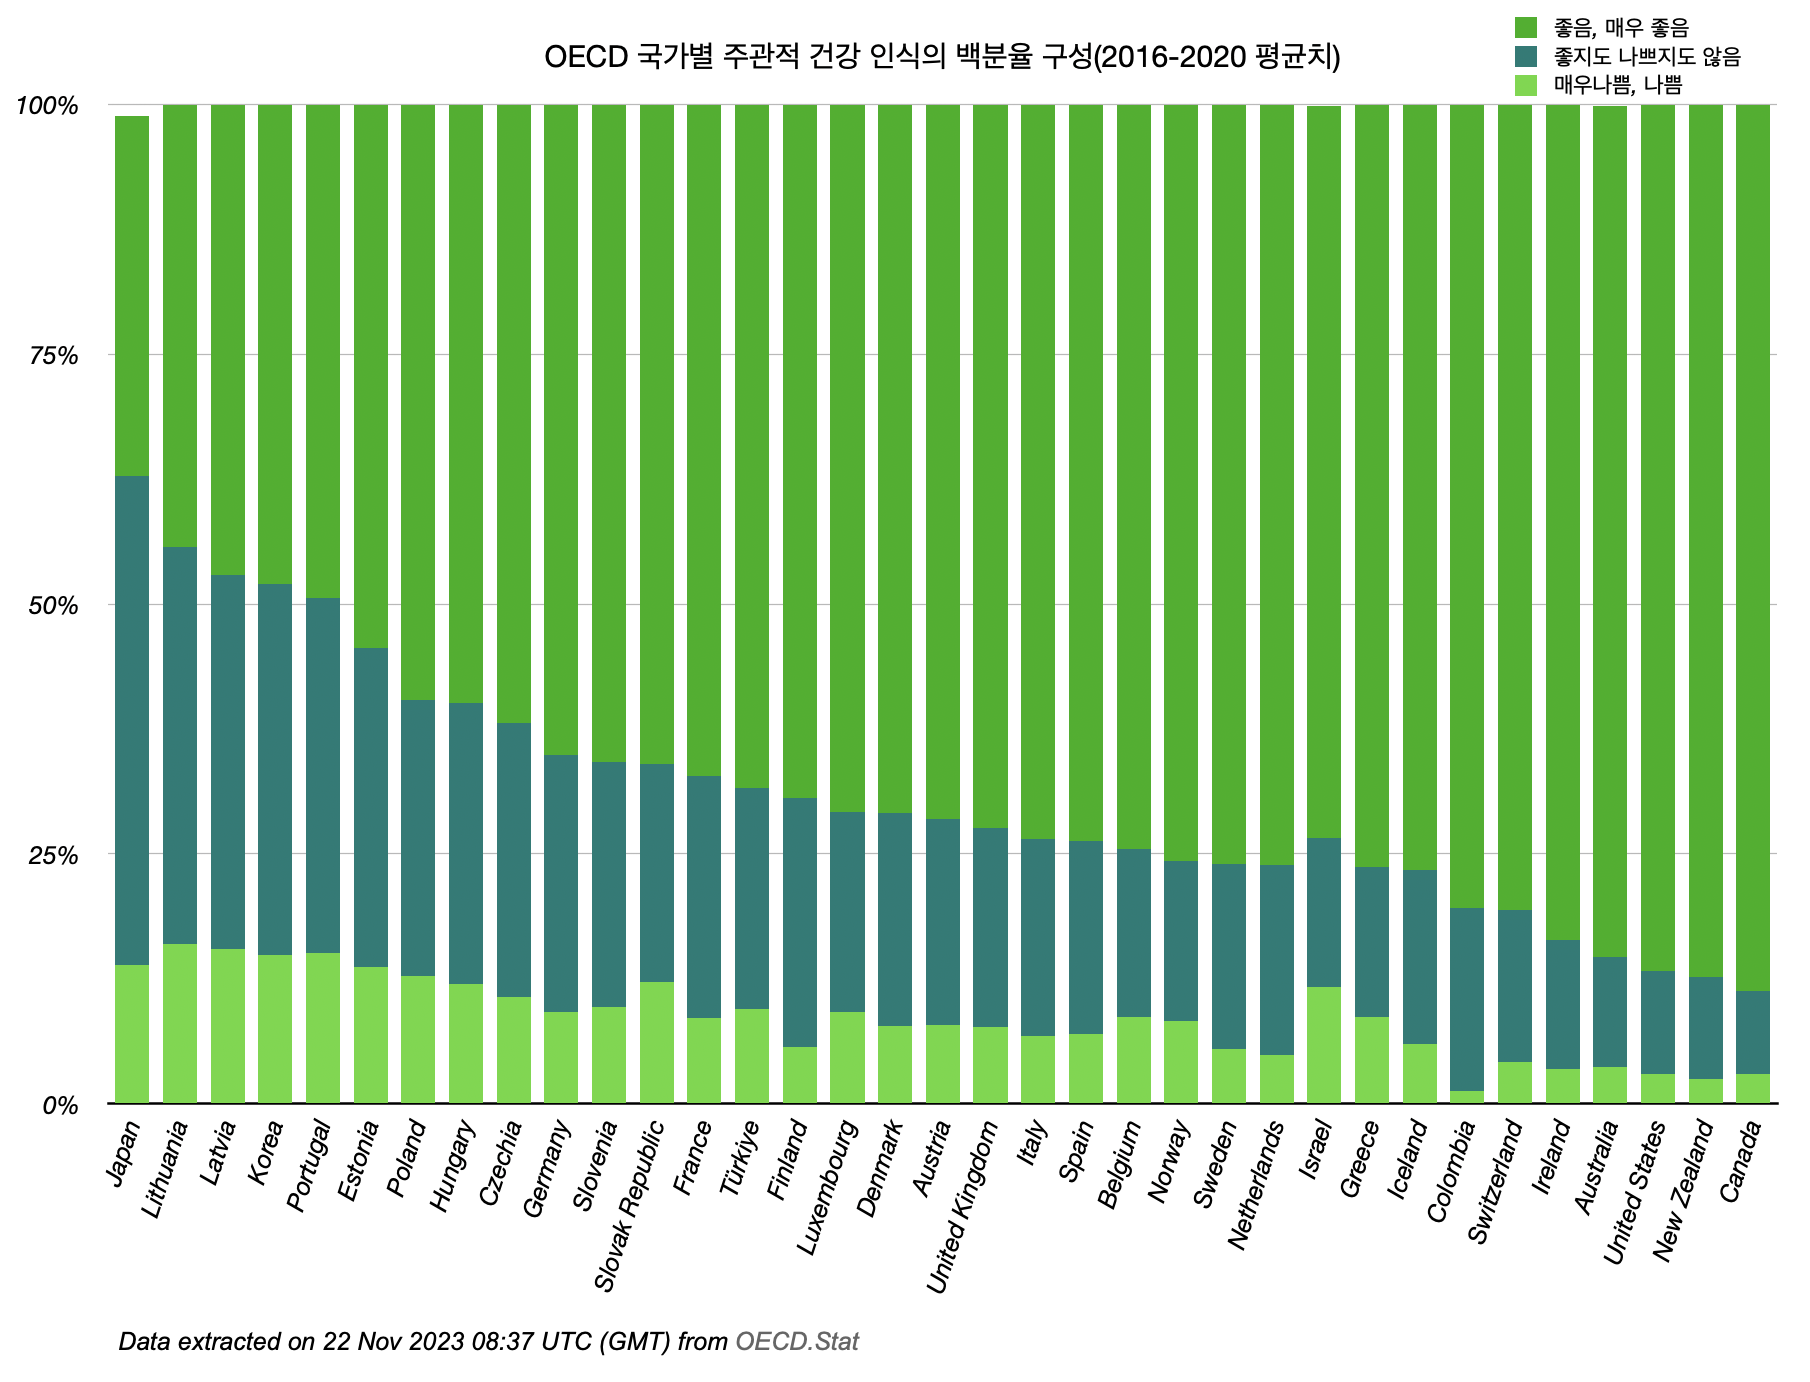 OECD 국가별 주관적 건강 인식의 백분율 구성(2016-2020 평균치)
좋음, 매우 좋음
좋지도 나쁘지도 않음
매우나쁨, 나쁨
100%
75%
50%
25%
0%
Japan
Lithuania
Latvia
Korea
Portugal
Estonia
Poland
Hungary
Czechia
Germany
Slovenia
Slovak Republic
France
Türkiye
Finland
Luxembourg
Denmark
Austria
United Kingdom
Italy
Spain
Belgium
Norway
Sweden
Netherlands
Israel
Greece
Iceland
Colombia
Switzerland
Ireland
Australia
United States
New Zealand
Canada
Data extracted on 22 Nov 2023 08:37 UTC (GMT) from OECD.Stat